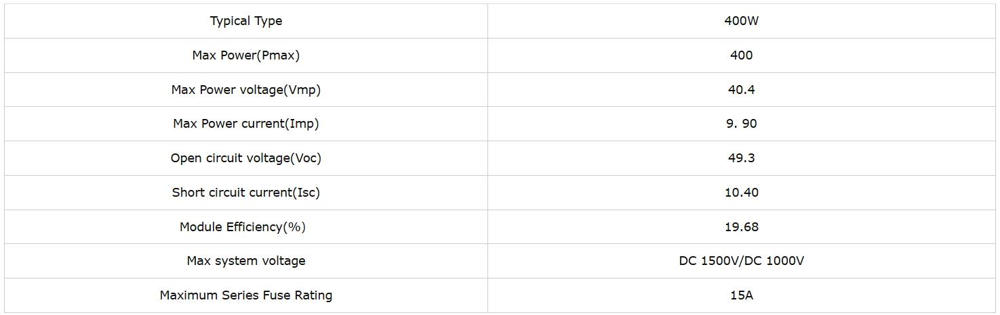 Typical Type 400W
Max Power(Pmax) 400
Max Power voltage(Vmp) 40.4
Max Power current(Imp) 9. 90
Open circuit voltage(Voc) 49.3
Short circuit current(Isc) 10.40
Module Efficiency(%) 19.68
Max system voltage DC 1500V/DC 1000V
Maximum Series Fuse Rating 15A